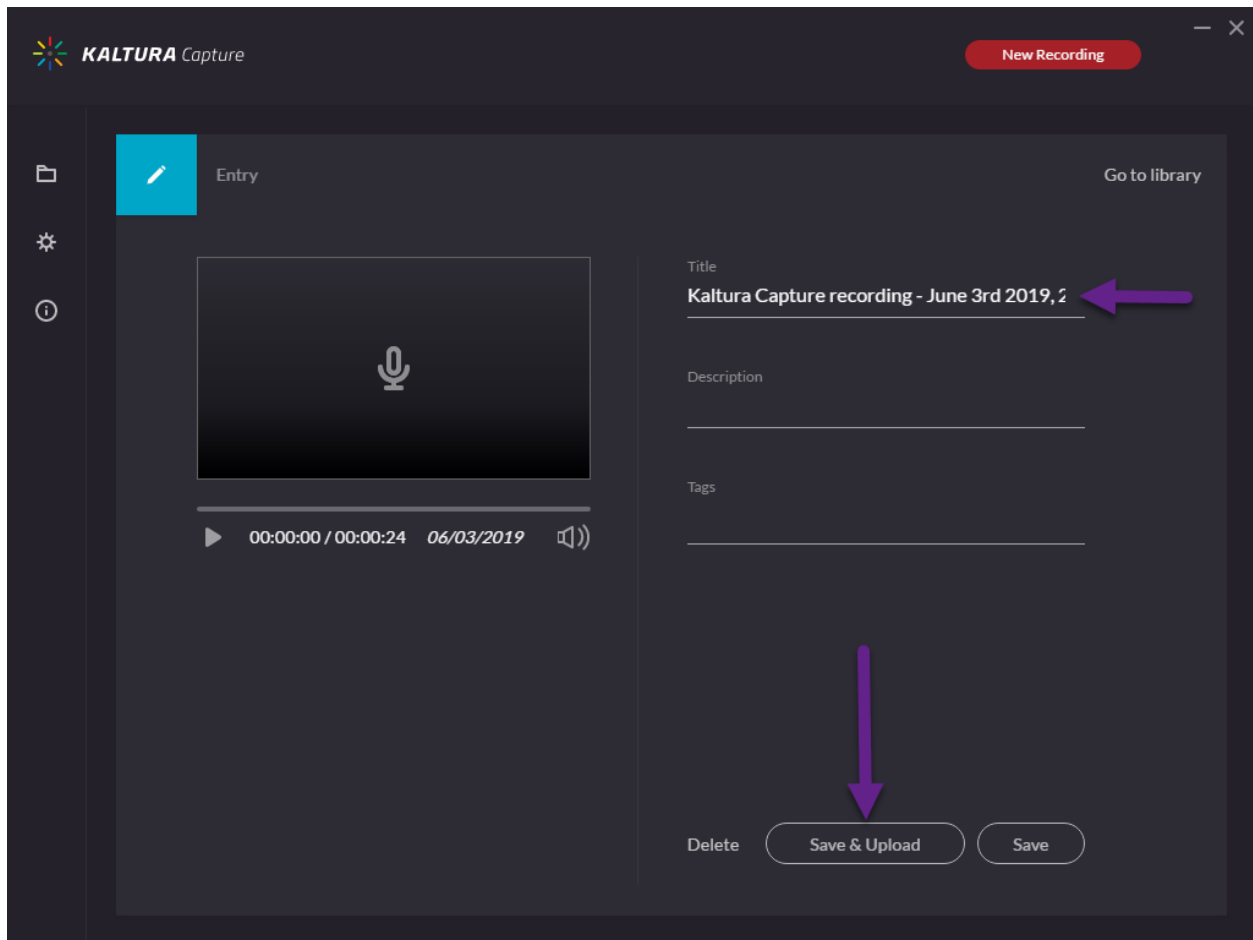 KALTURA Capture
New Recording
Entry
Go to library
Title
Kaltura Capture recording - June 3rd 2019, 2
Description
Tags
00:00:00 / 00:00:24 06/03/2019
Delete
Save & Upload
Save